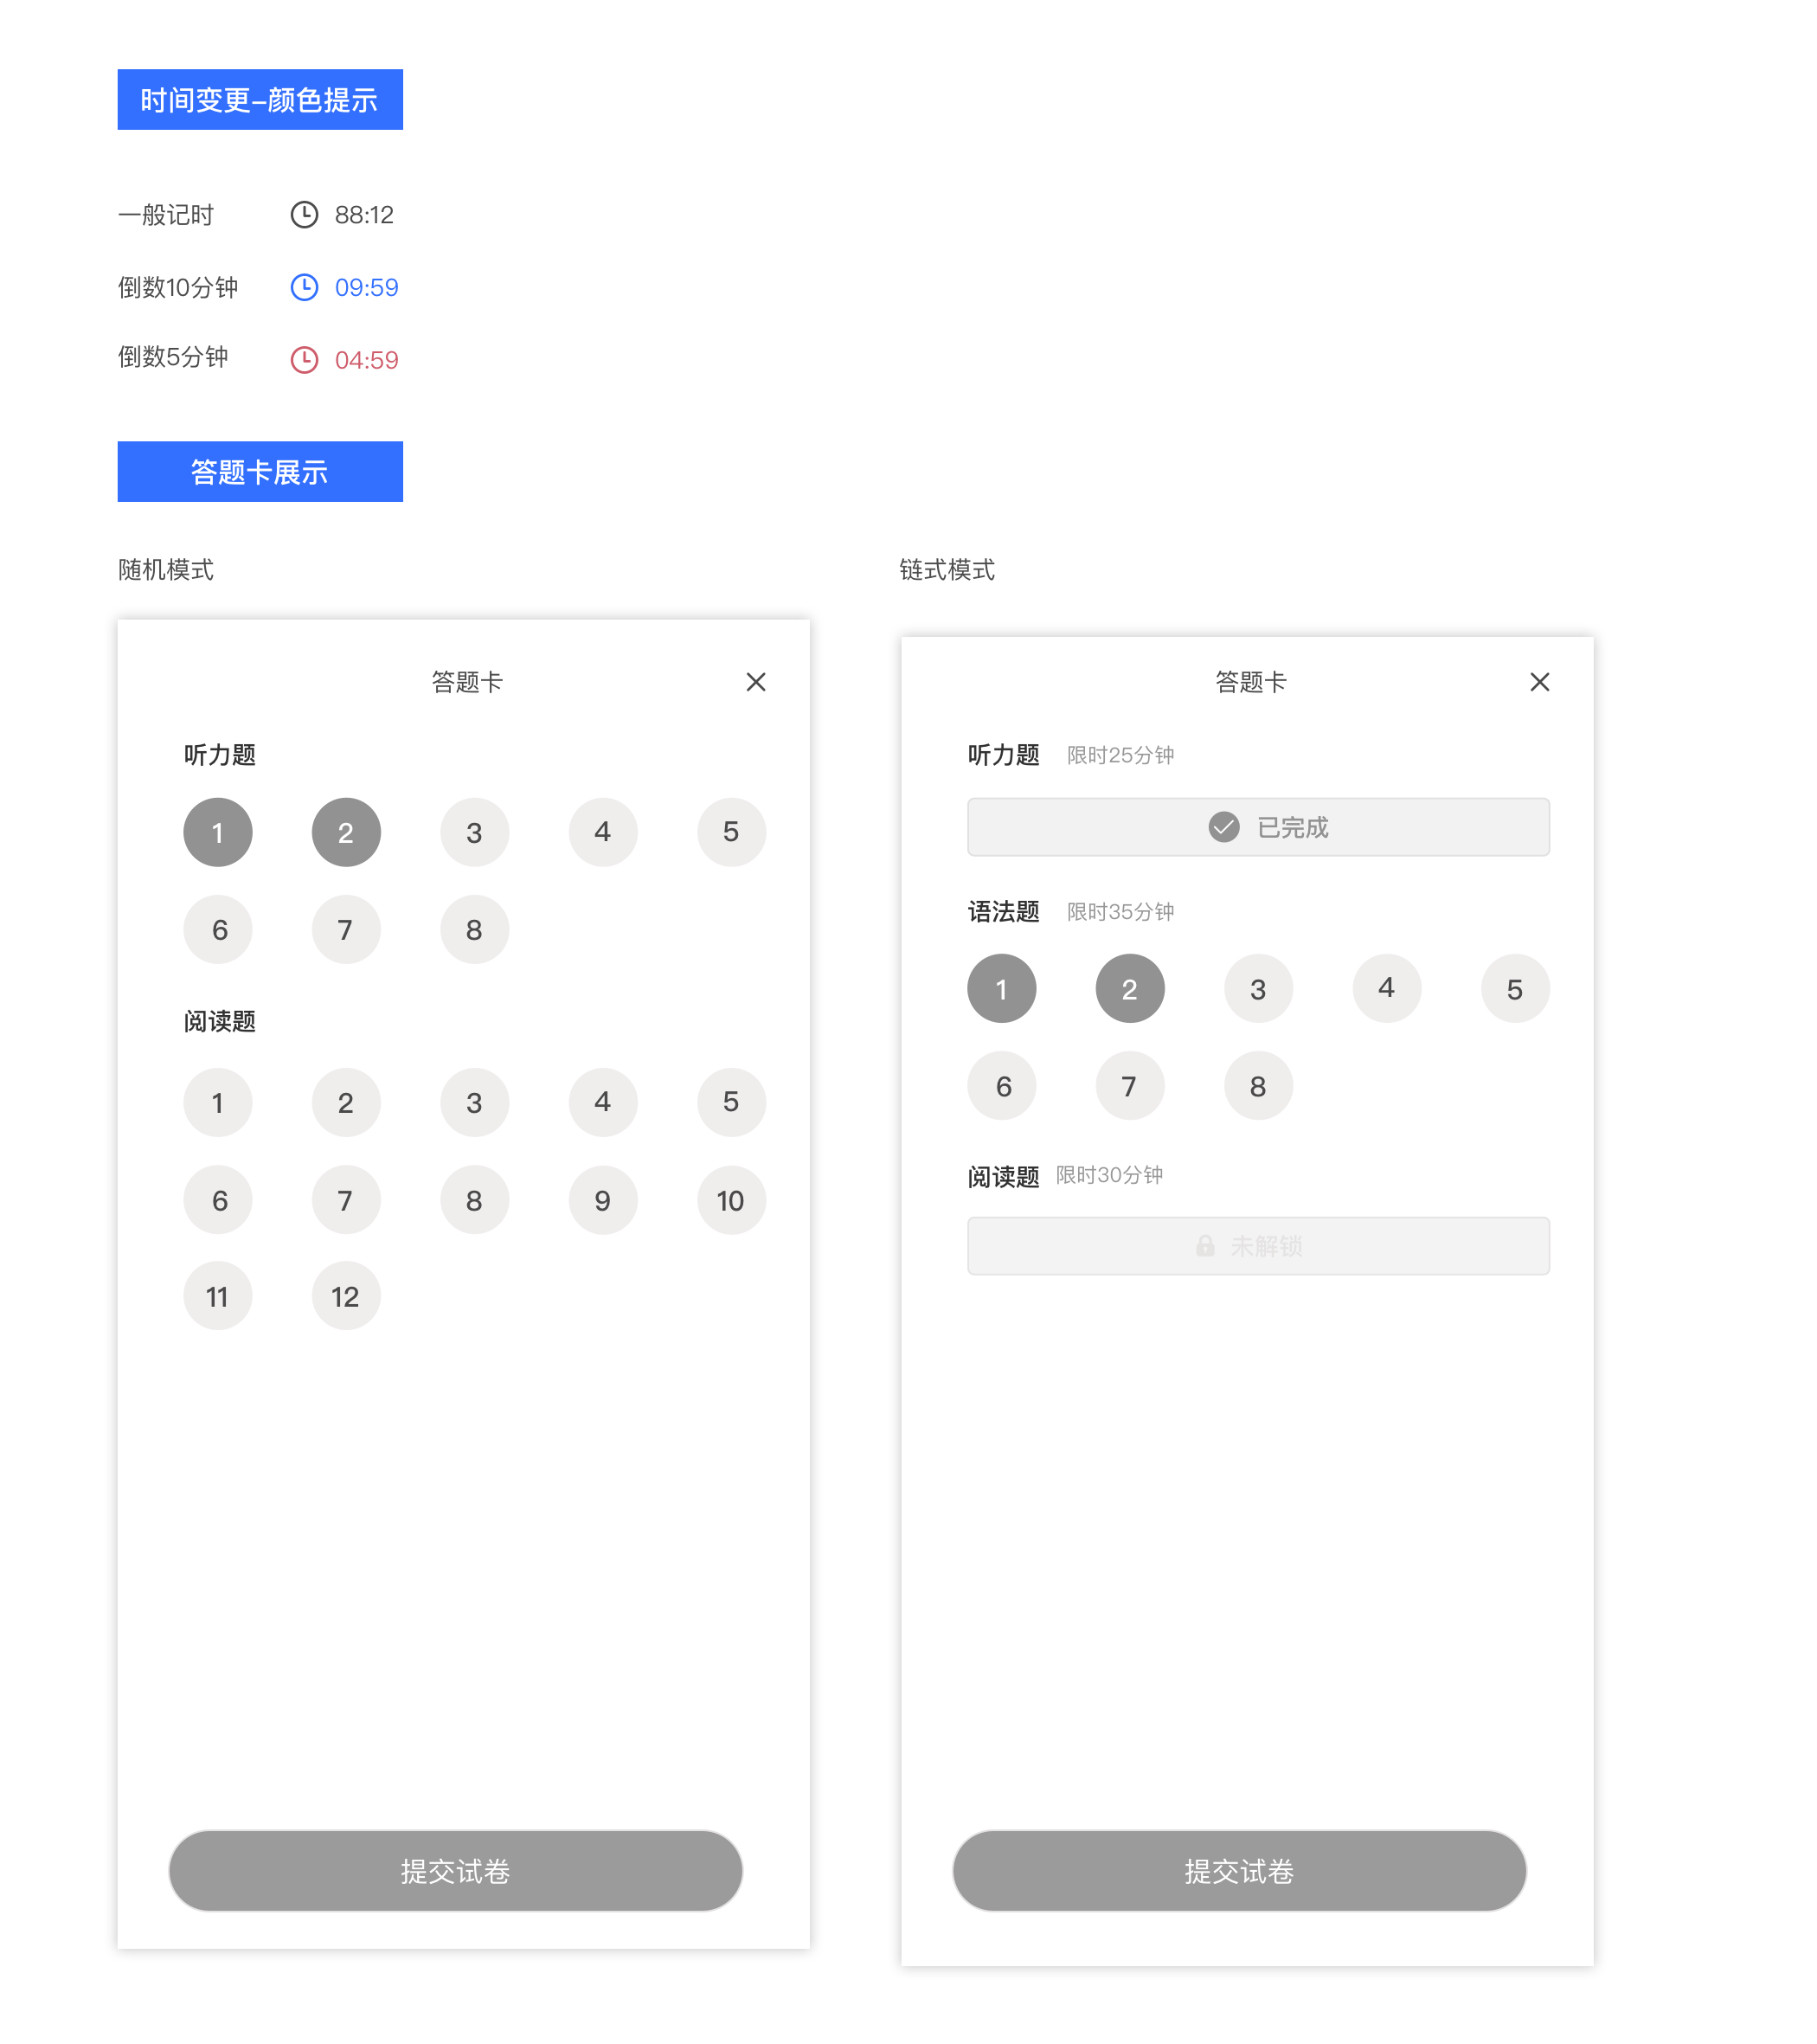 时间变更–颜色提示
一般记时 88:12
倒数10分钟 09:59
倒数5分钟 04:59
答题卡展示
随机模式
答题卡
听力题
1 2 3 4 5
6 7 8
阅读题
1 2 3 4 5
6 7 8 9 10
11 12
提交试卷
链式模式
答题卡
听力题 限时25分钟
已完成
语法题 限时35分钟
1 2 3 4 5
6 7 8
阅读题 限时30分钟
未解锁
提交试卷